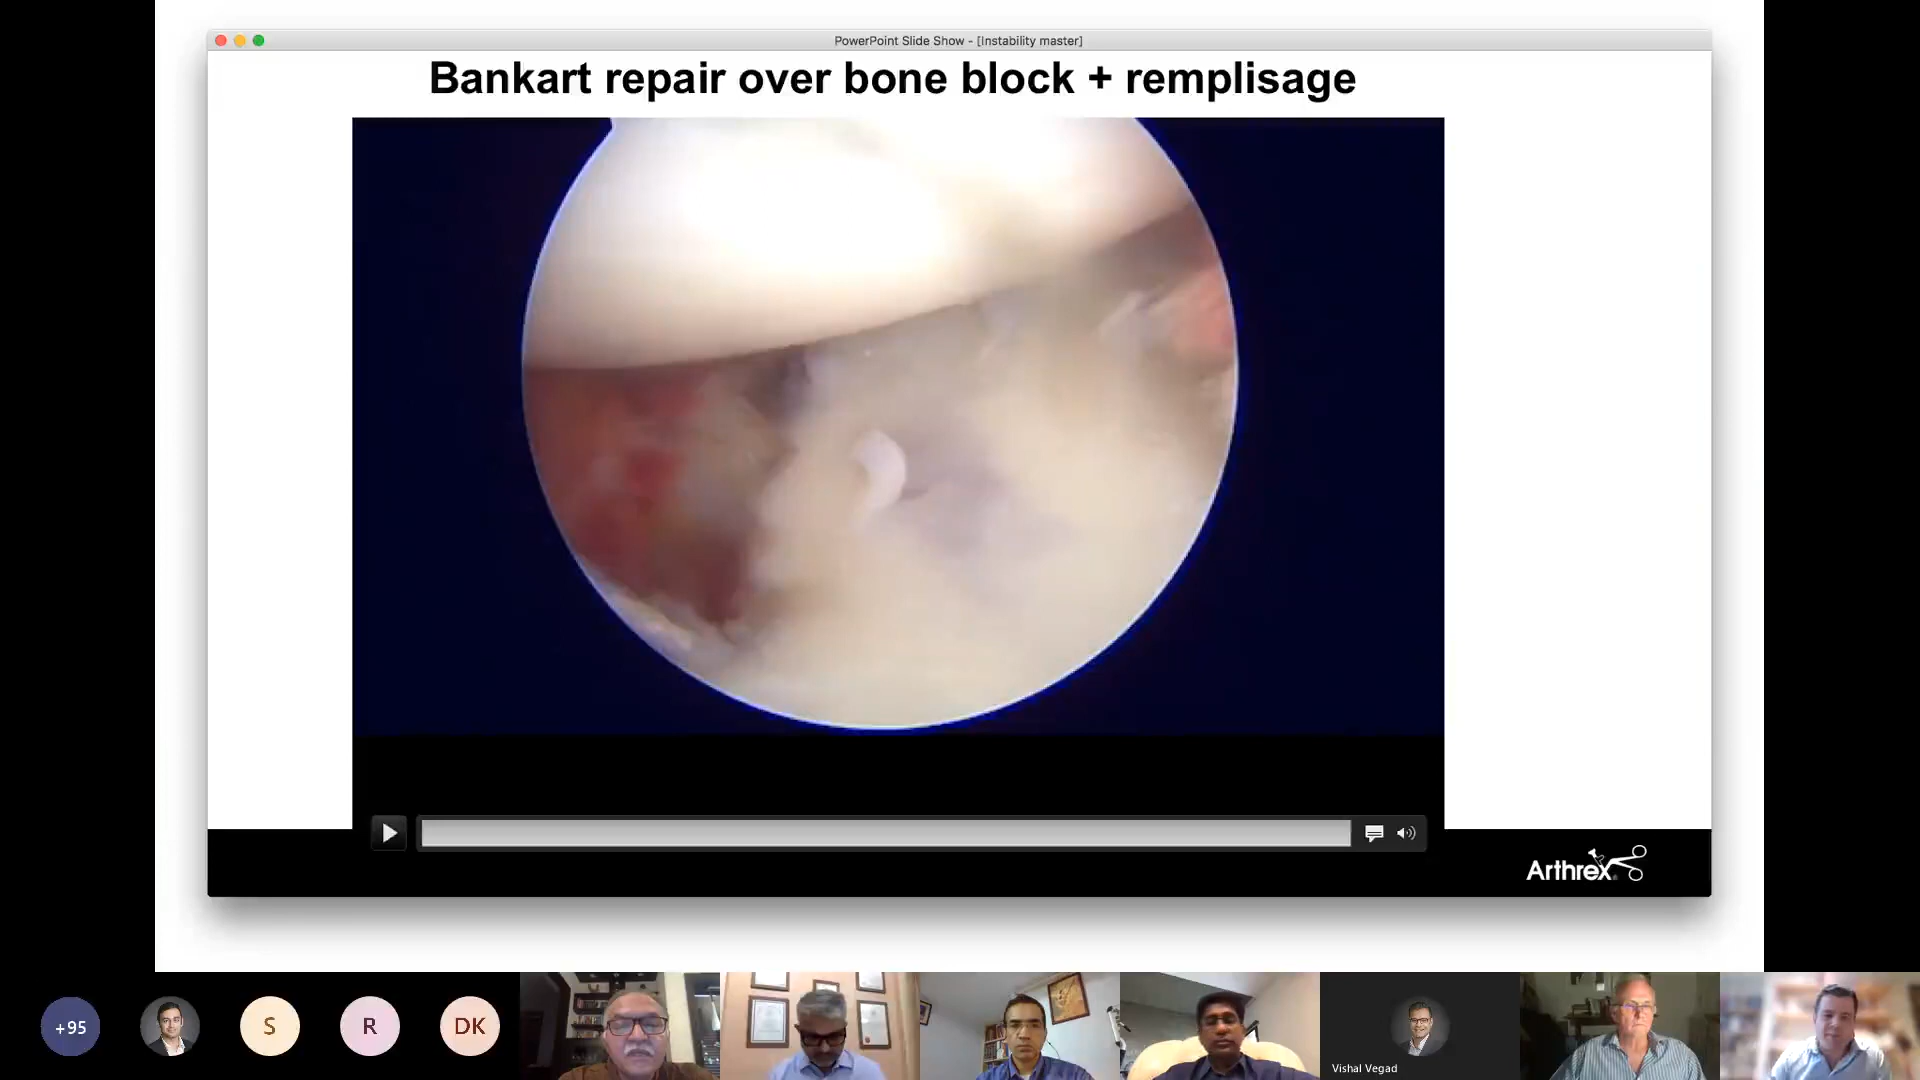 PowerPoint Slide Show - [Instability master]
Bankart repair over bone block + remplisage
Arthrex
+95
S
R
DK
Vishal Vegad